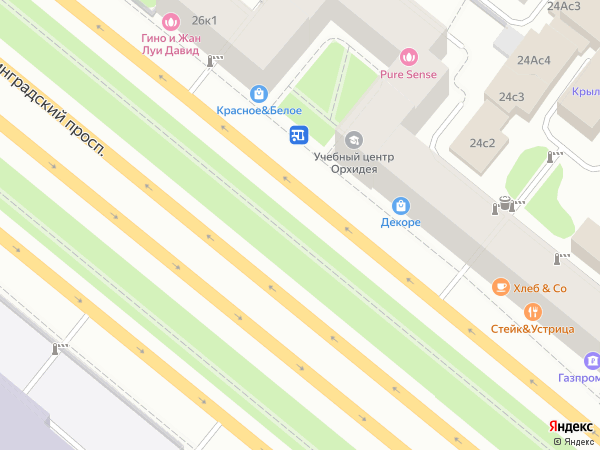 24Ас3
26к1
Гино и Жан
Луи Давид
24Ас4
Pure Sense
Крыл
24с3
Красное&Белое
инградский просп.
24с2
Учебный центр
Орхидея
Декоре
Хлеб & Co
Стейк&Устрица
Газпром
Яндекс
© Яндекс